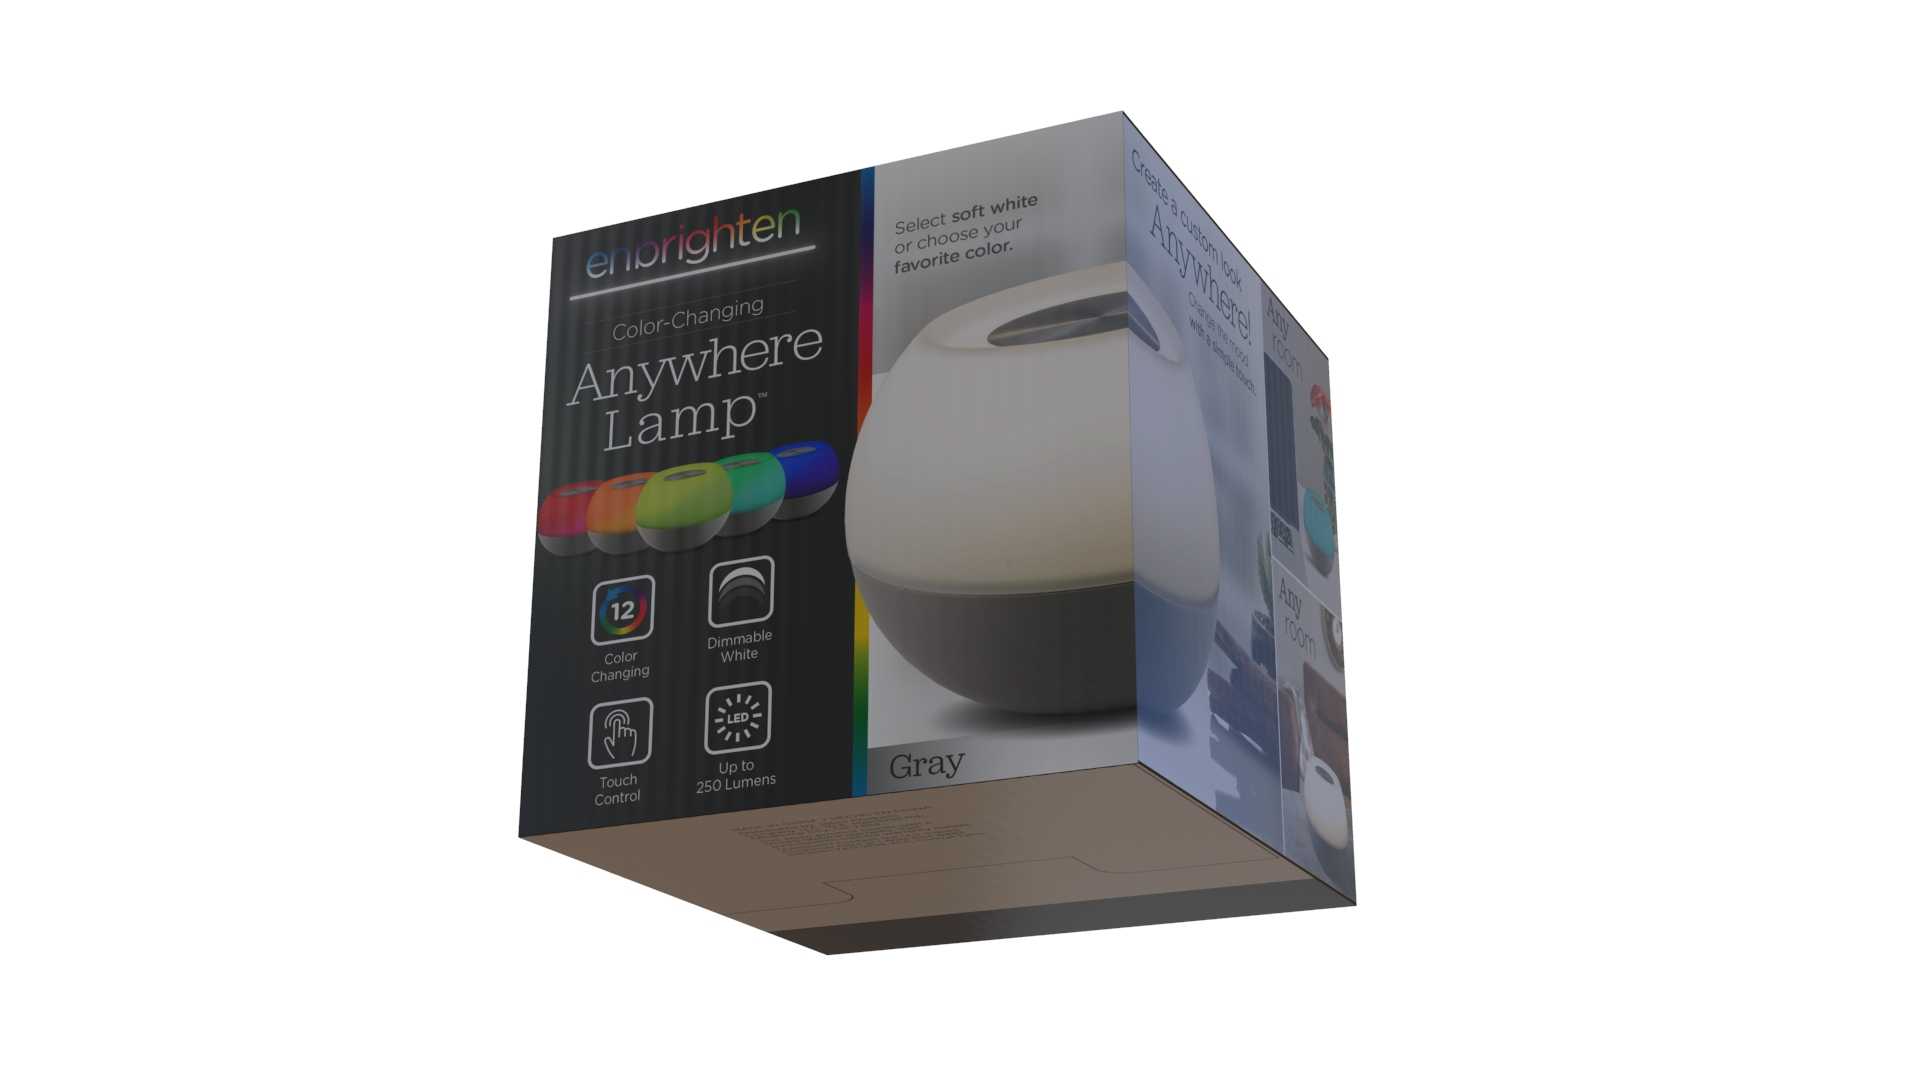 enbrighten
Color-Changing
Anywhere
Lamp™
12
Color
Changing
Dimmable
White
Touch
Control
LED
Up to
250 Lumens
Select soft white
or choose your
favorite color.
Gray
Create a custom look
Anywhere!
Change the mood
with a simple touch.
Any
room
Any
room